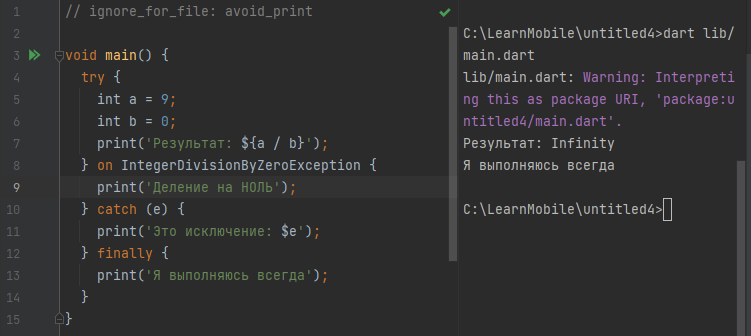 1 // ignore_for_file: avoid_print
2
3 void main() {
4 try {
5 int a = 9;
6 int b = 0;
7 print('Результат: ${a / b}');
8 } on IntegerDivisionByZeroException {
9 print('Деление на НОЛЬ');
10 } catch (e) {
11 print('Это исключение: $e');
12 } finally {
13 print('Я выполняюсь всегда');
14 }
15 }
C:\LearnMobile\untitled4>dart lib/
main.dart
lib/main.dart: Warning: Interpreti
ng this as package URI, 'package:u
ntitled4/main.dart'.
Результат: Infinity
Я выполняюсь всегда
C:\LearnMobile\untitled4>